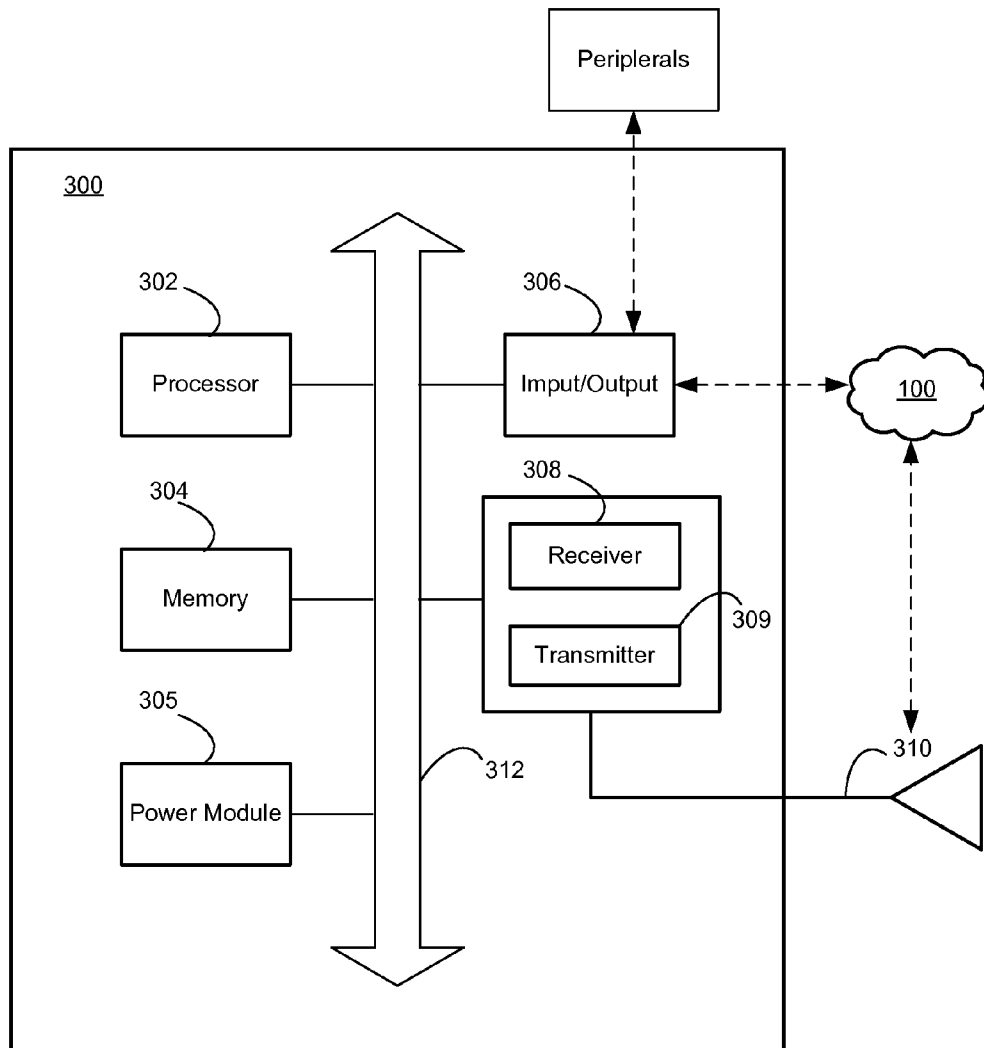 Periplerals
300
302
306
Processor
Imput/Output
100
304
308
Memory
Receiver
309
Transmitter
305
312
310
Power Module